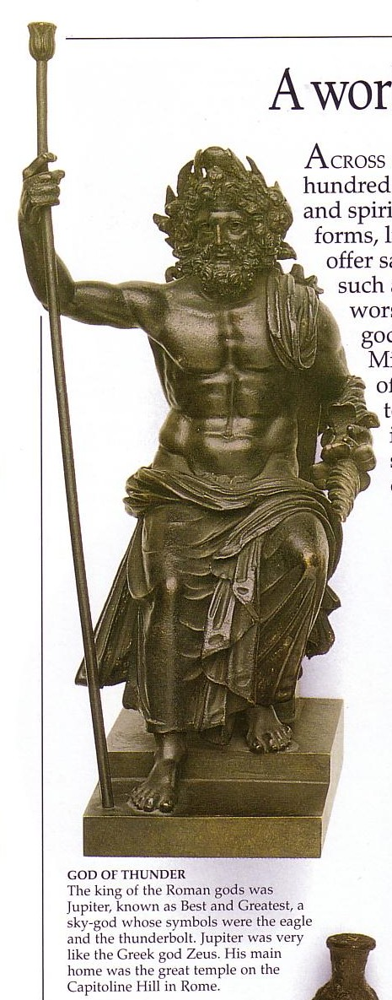 A wor
ACROSS
hundred
and spiri
forms, l
offer sa
such a
wors
goo
Mi
of
t
i
s
GOD OF THUNDER
The king of the Roman gods was
Jupiter, known as Best and Greatest, a
sky-god whose symbols were the eagle
and the thunderbolt. Jupiter was very
like the Greek god Zeus. His main
home was the great temple on the
Capitoline Hill in Rome.